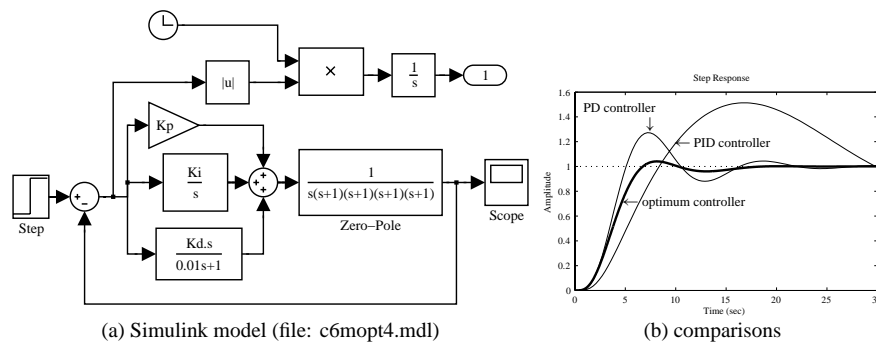 |u|
×
1
s
1
Kp
Ki
s
Kd.s
0.01s+1
+
−
+
+
+
1
s(s+1)(s+1)(s+1)(s+1)
Zero−Pole
Step
Scope
(a) Simulink model (file: c6mopt4.mdl)
Step Response
Amplitude
1.6
1.4
1.2
1
0.8
0.6
0.4
0.2
0
PD controller
PID controller
optimum controller
0 5 10 15 20 25
Time (sec)
(b) comparisons